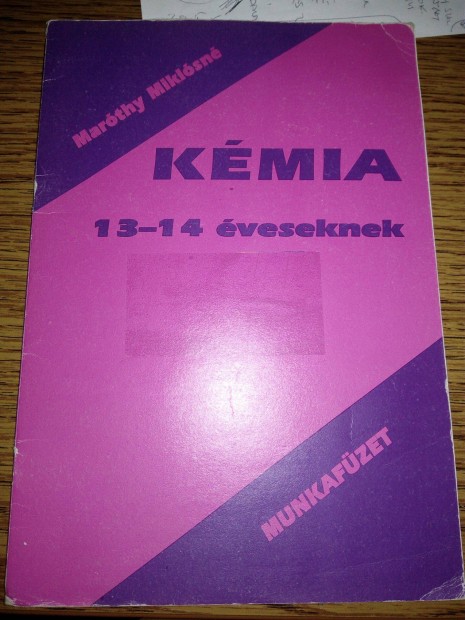 Maróthy Miklósné
KÉMIA
13–14 éveseknek
MUNKAFÜZET